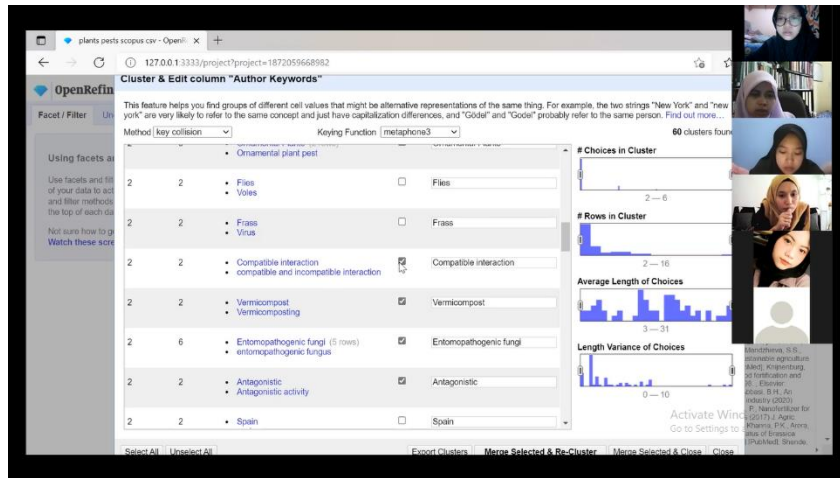 plants pests scopus csv - OpenR
127.0.0.1:3333/project?project=1872059668982
OpenRefin
Facet / Filter Un
Using facets a
Use facets and filt
of your data to act
and filter methods
the top of each da
Not sure how to g
Watch these scre
Cluster & Edit column "Author Keywords"
This feature helps you find groups of different cell values that might be alternative representations of the same thing. For example, the two strings "New York" and "new
york" are very likely to refer to the same concept and just have capitalization differences, and "Gödel" and "Godel" probably refer to the same person. Find out more…
Method key collision Keying Function metaphone3 60 clusters foun
Ornamental plant pest
2 2 Flies Flies
Voles
2 2 Frass Frass
Virus
2 2 Compatible interaction Compatible interaction
compatible and incompatible interaction
2 2 Vermicompost Vermicompost
Vermicomposting
2 6 Entomopathogenic fungi (5 rows) Entomopathogenic fungi
entomopathogenic fungus
2 2 Antagonistic Antagonistic
Antagonistic activity
2 2 Spain Spain
# Choices in Cluster
2 — 6
# Rows in Cluster
2 — 16
Average Length of Choices
3 — 31
Length Variance of Choices
0 — 10
Activate Win
Go to Settings to
Select All Unselect All Export Clusters Merge Selected & Re-Cluster Merge Selected & Close Close